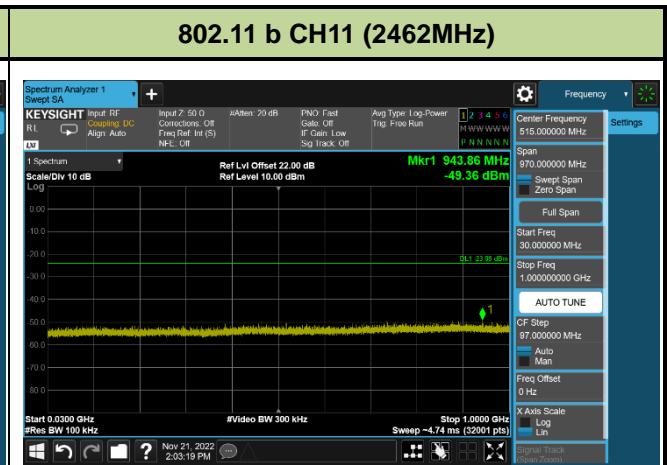 802.11 b CH11 (2462MHz)
Spectrum Analyzer 1
Swept SA
+
Frequency
KEYSIGHT
RL
LXI
Input: RF
Coupling: DC
Align: Auto
Input Z: 50 Ω
Corrections: Off
Freq Ref: Int (S)
NFE: Off
#Atten: 20 dB
PNO: Fast
Gate: Off
IF Gain: Low
Sig Track: Off
Avg Type: Log-Power
Trig: Free Run
1 2 3 4 5 6
M W W W W W
P N N N N N
Center Frequency
515.000000 MHz
Settings
1 Spectrum
Scale/Div 10 dB
Log
Ref Lvl Offset 22.00 dB
Ref Level 10.00 dBm
Mkr1 943.86 MHz
-49.36 dBm
Span
970.000000 MHz
Swept Span
Zero Span
Full Span
Start Freq
30.000000 MHz
Stop Freq
1.000000000 GHz
AUTO TUNE
CF Step
97.000000 MHz
Auto
Man
Freq Offset
0 Hz
X Axis Scale
Log
Lin
Signal Track
(Span Zoom)
0.00
-10.0
-20.0
-30.0
-40.0
-50.0
-60.0
-70.0
-80.0
1
Start 0.0300 GHz
#Res BW 100 kHz
#Video BW 300 kHz
Stop 1.0000 GHz
Sweep ~4.74 ms (32001 pts)
?
Nov 21, 2022
2:03:19 PM